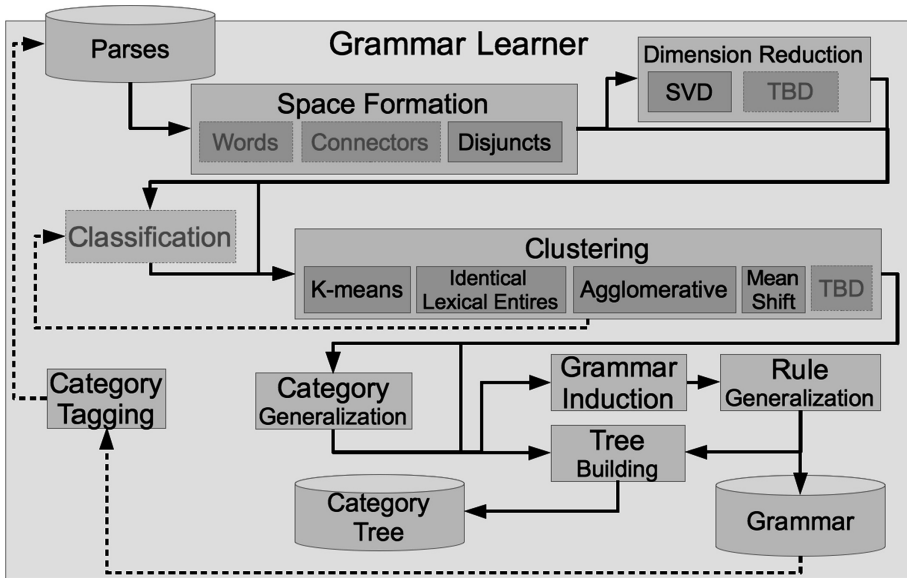 Parses
Grammar Learner
Dimension Reduction
SVD
TBD
Space Formation
Words
Connectors
Disjuncts
Classification
Clustering
K-means
Identical
Lexical Entires
Agglomerative
Mean
Shift
TBD
Category
Tagging
Category
Generalization
Grammar
Induction
Rule
Generalization
Tree
Building
Category
Tree
Grammar